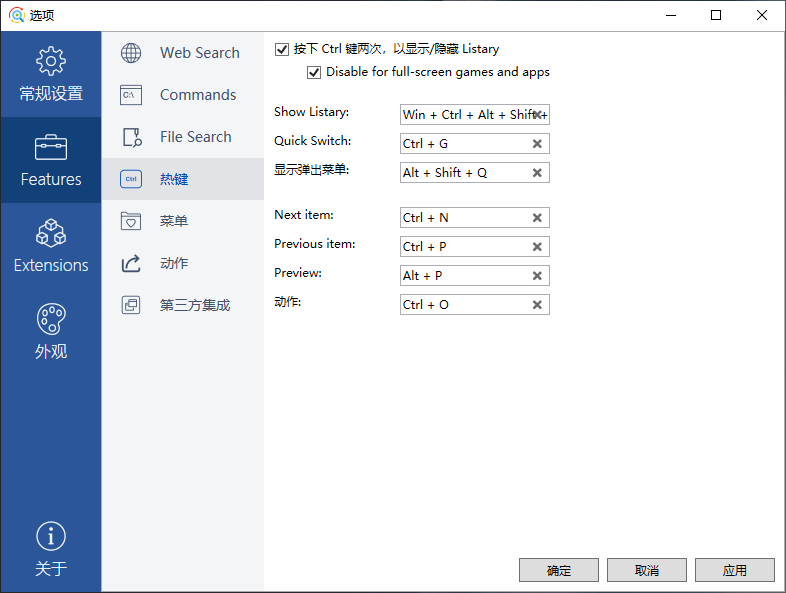 选项
常规设置
Features
Extensions
外观
关于
Web Search
C:\
Commands
File Search
Ctrl
热键
菜单
动作
第三方集成
按下 Ctrl 键两次，以显示/隐藏 Listary
Disable for full-screen games and apps
Show Listary:
Win + Ctrl + Alt + Shift +
Quick Switch:
Ctrl + G
显示弹出菜单:
Alt + Shift + Q
Next item:
Ctrl + N
Previous item:
Ctrl + P
Preview:
Alt + P
动作:
Ctrl + O
确定
取消
应用